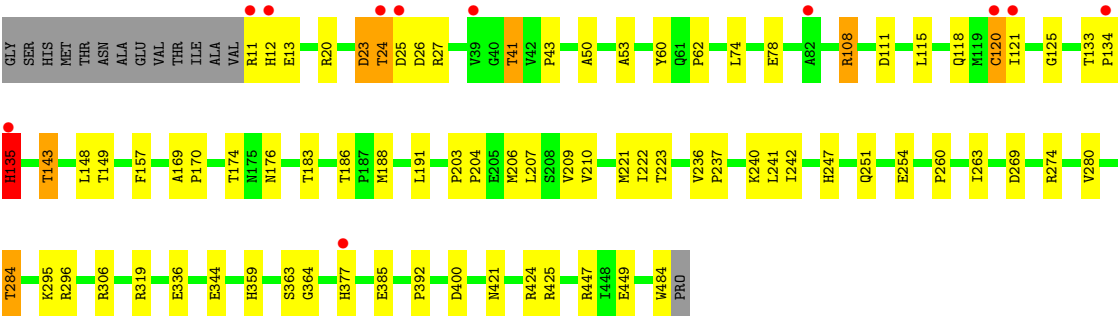 GLY SER HIS MET THR ASN ALA GLU VAL THR ILE ALA VAL R11 H12 E13 R20 D23 T24 D25 D26 R27 V39 G40 T41 V42 P43 A50 A53 Y60 Q61 P62 L74 E78 A82 R108 D111 L115 Q118 M119 C120 I121 G125 T133 P134
H135 T143 L148 T149 F157 A169 P170 T174 N175 N176 T183 T186 P187 M188 L191 P203 P204 E205 M206 L207 S208 V209 V210 M221 I222 T223 V236 P237 K240 L241 I242 H247 Q251 E254 P260 I263 D269 R274 V280
T284 K295 R296 R306 R319 E336 E344 H359 S363 G364 H377 E385 P392 D400 N421 R424 R425 R447 I448 E449 W484 PRO